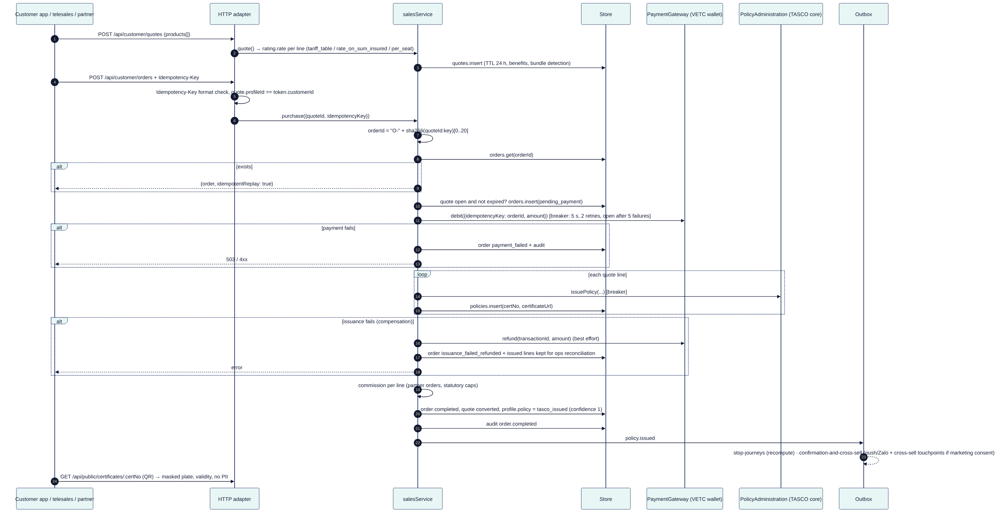 Customer app / telesales / partner
HTTP adapter
salesService
Store
PaymentGateway (VETC wallet)
PolicyAdministration (TASCO core)
Outbox
1
POST /api/customer/quotes (products[])
2
quote() → rating.rate per line (tariff_table / rate_on_sum_insured / per_seat)
3
quotes.insert (TTL 24 h, benefits, bundle detection)
4
POST /api/customer/orders + Idempotency-Key
5
Idempotency-Key format check, quote.profileId == token.customerId
6
purchase({quoteId, idempotencyKey})
7
orderId = "O-" + sha256(quoteId:key)[0..20]
8
orders.get(orderId)
alt
[exists]
9
{order, idempotentReplay: true}
10
quote open and not expired? orders.insert(pending_payment)
11
debit({idempotencyKey: orderId, amount}) [breaker: 5 s, 2 retries, open after 5 failures]
alt
[payment fails]
12
order payment_failed + audit
13
503 / 4xx
loop
[each quote line]
14
issuePolicy(...) [breaker]
15
policies.insert(certNo, certificateUrl)
alt
[issuance fails (compensation)]
16
refund(transactionId, amount) (best effort)
17
order issuance_failed_refunded + issued lines kept for ops reconciliation
18
error
19
commission per line (partner orders, statutory caps)
20
order completed, quote converted, profile.policy = tasco_issued (confidence 1)
21
audit order.completed
22
policy.issued
23
stop-journeys (recompute) · confirmation-and-cross-sell (push/Zalo + cross-sell touchpoints if marketing consent)
24
GET /api/public/certificates/:certNo (QR) → masked plate, validity, no PII
Customer app / telesales / partner
HTTP adapter
salesService
Store
PaymentGateway (VETC wallet)
PolicyAdministration (TASCO core)
Outbox